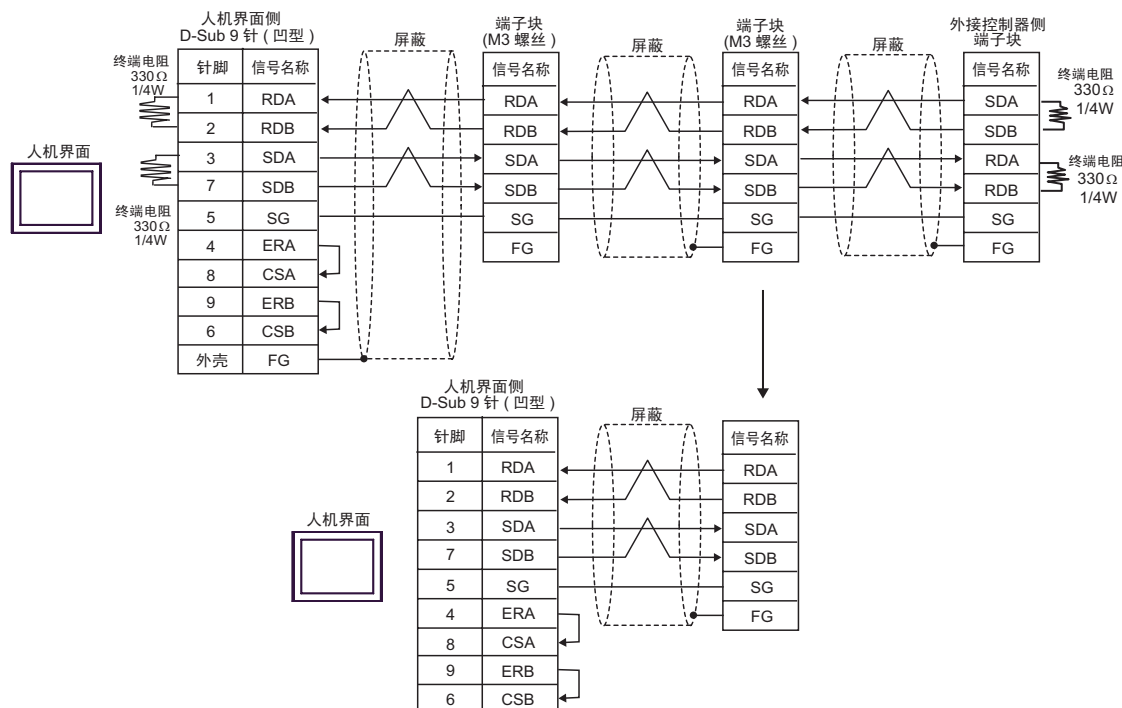 人机界面侧
D-Sub 9 针 ( 凹型 )
屏蔽
端子块
(M3 螺丝 )
屏蔽
端子块
(M3 螺丝 )
屏蔽
外接控制器侧
端子块
终端电阻
330Ω
1/4W
针脚 信号名称
1 RDA
2 RDB
3 SDA
7 SDB
5 SG
4 ERA
8 CSA
9 ERB
6 CSB
外壳 FG
人机界面
终端电阻
330Ω
1/4W
信号名称
RDA
RDB
SDA
SDB
SG
FG
信号名称
RDA
RDB
SDA
SDB
SG
FG
信号名称
SDA
SDB
RDA
RDB
SG
FG
终端电阻
330Ω
1/4W
终端电阻
330Ω
1/4W
人机界面侧
D-Sub 9 针 ( 凹型 )
屏蔽
人机界面
针脚 信号名称
1 RDA
2 RDB
3 SDA
7 SDB
5 SG
4 ERA
8 CSA
9 ERB
6 CSB
信号名称
RDA
RDB
SDA
SDB
SG
FG